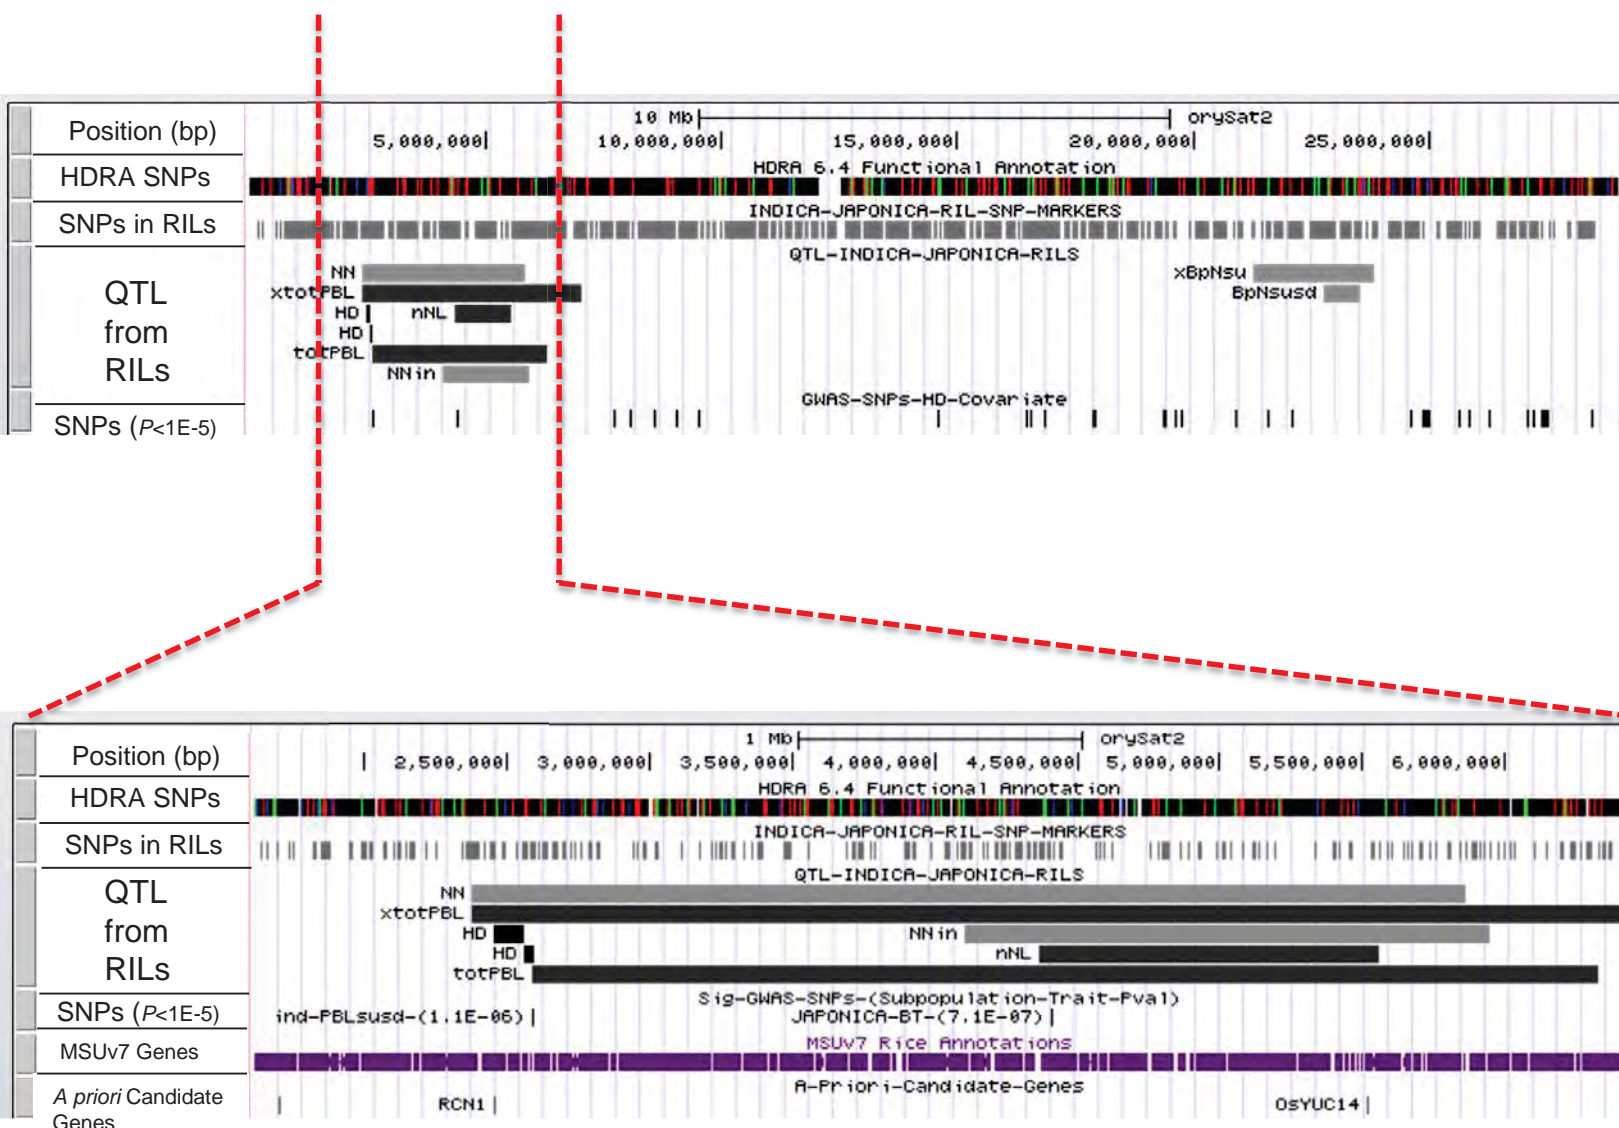 Position (bp)
10 Mb orySat2
5,000,000| 10,000,000| 15,000,000| 20,000,000| 25,000,000|
HDRA 6.4 Functional Annotation
HDRA SNPs
INDICA-JAPONICA-RIL-SNP-MARKERS
SNPs in RILs
QTL-INDICA-JAPONICA-RILS
QTL
from
RILs
NN
xBpNsu
xtotPBL
BpNsusd
HD
nNL
HD
totPBL
NNin
GWAS-SNPs-HD-Covariate
SNPs (P<1E-5)
Position (bp)
1 Mb orySat2
| 2,500,000| 3,000,000| 3,500,000| 4,000,000| 4,500,000| 5,000,000| 5,500,000| 6,000,000|
HDRA 6.4 Functional Annotation
HDRA SNPs
INDICA-JAPONICA-RIL-SNP-MARKERS
SNPs in RILs
QTL-INDICA-JAPONICA-RILS
QTL
from
RILs
NN
xtotPBL
HD
NNin
HD
nNL
totPBL
Sig-GWAS-SNPs-(Subpopulation-Trait-Pval)
SNPs (P<1E-5)
ind-PBLsusd-(1.1E-06)|
JAPONICA-BT-(7.1E-07)|
MSUv7 Rice Annotations
MSUv7 Genes
A-Priori-Candidate-Genes
A priori Candidate
Genes
RCN1|
OsYUC14|